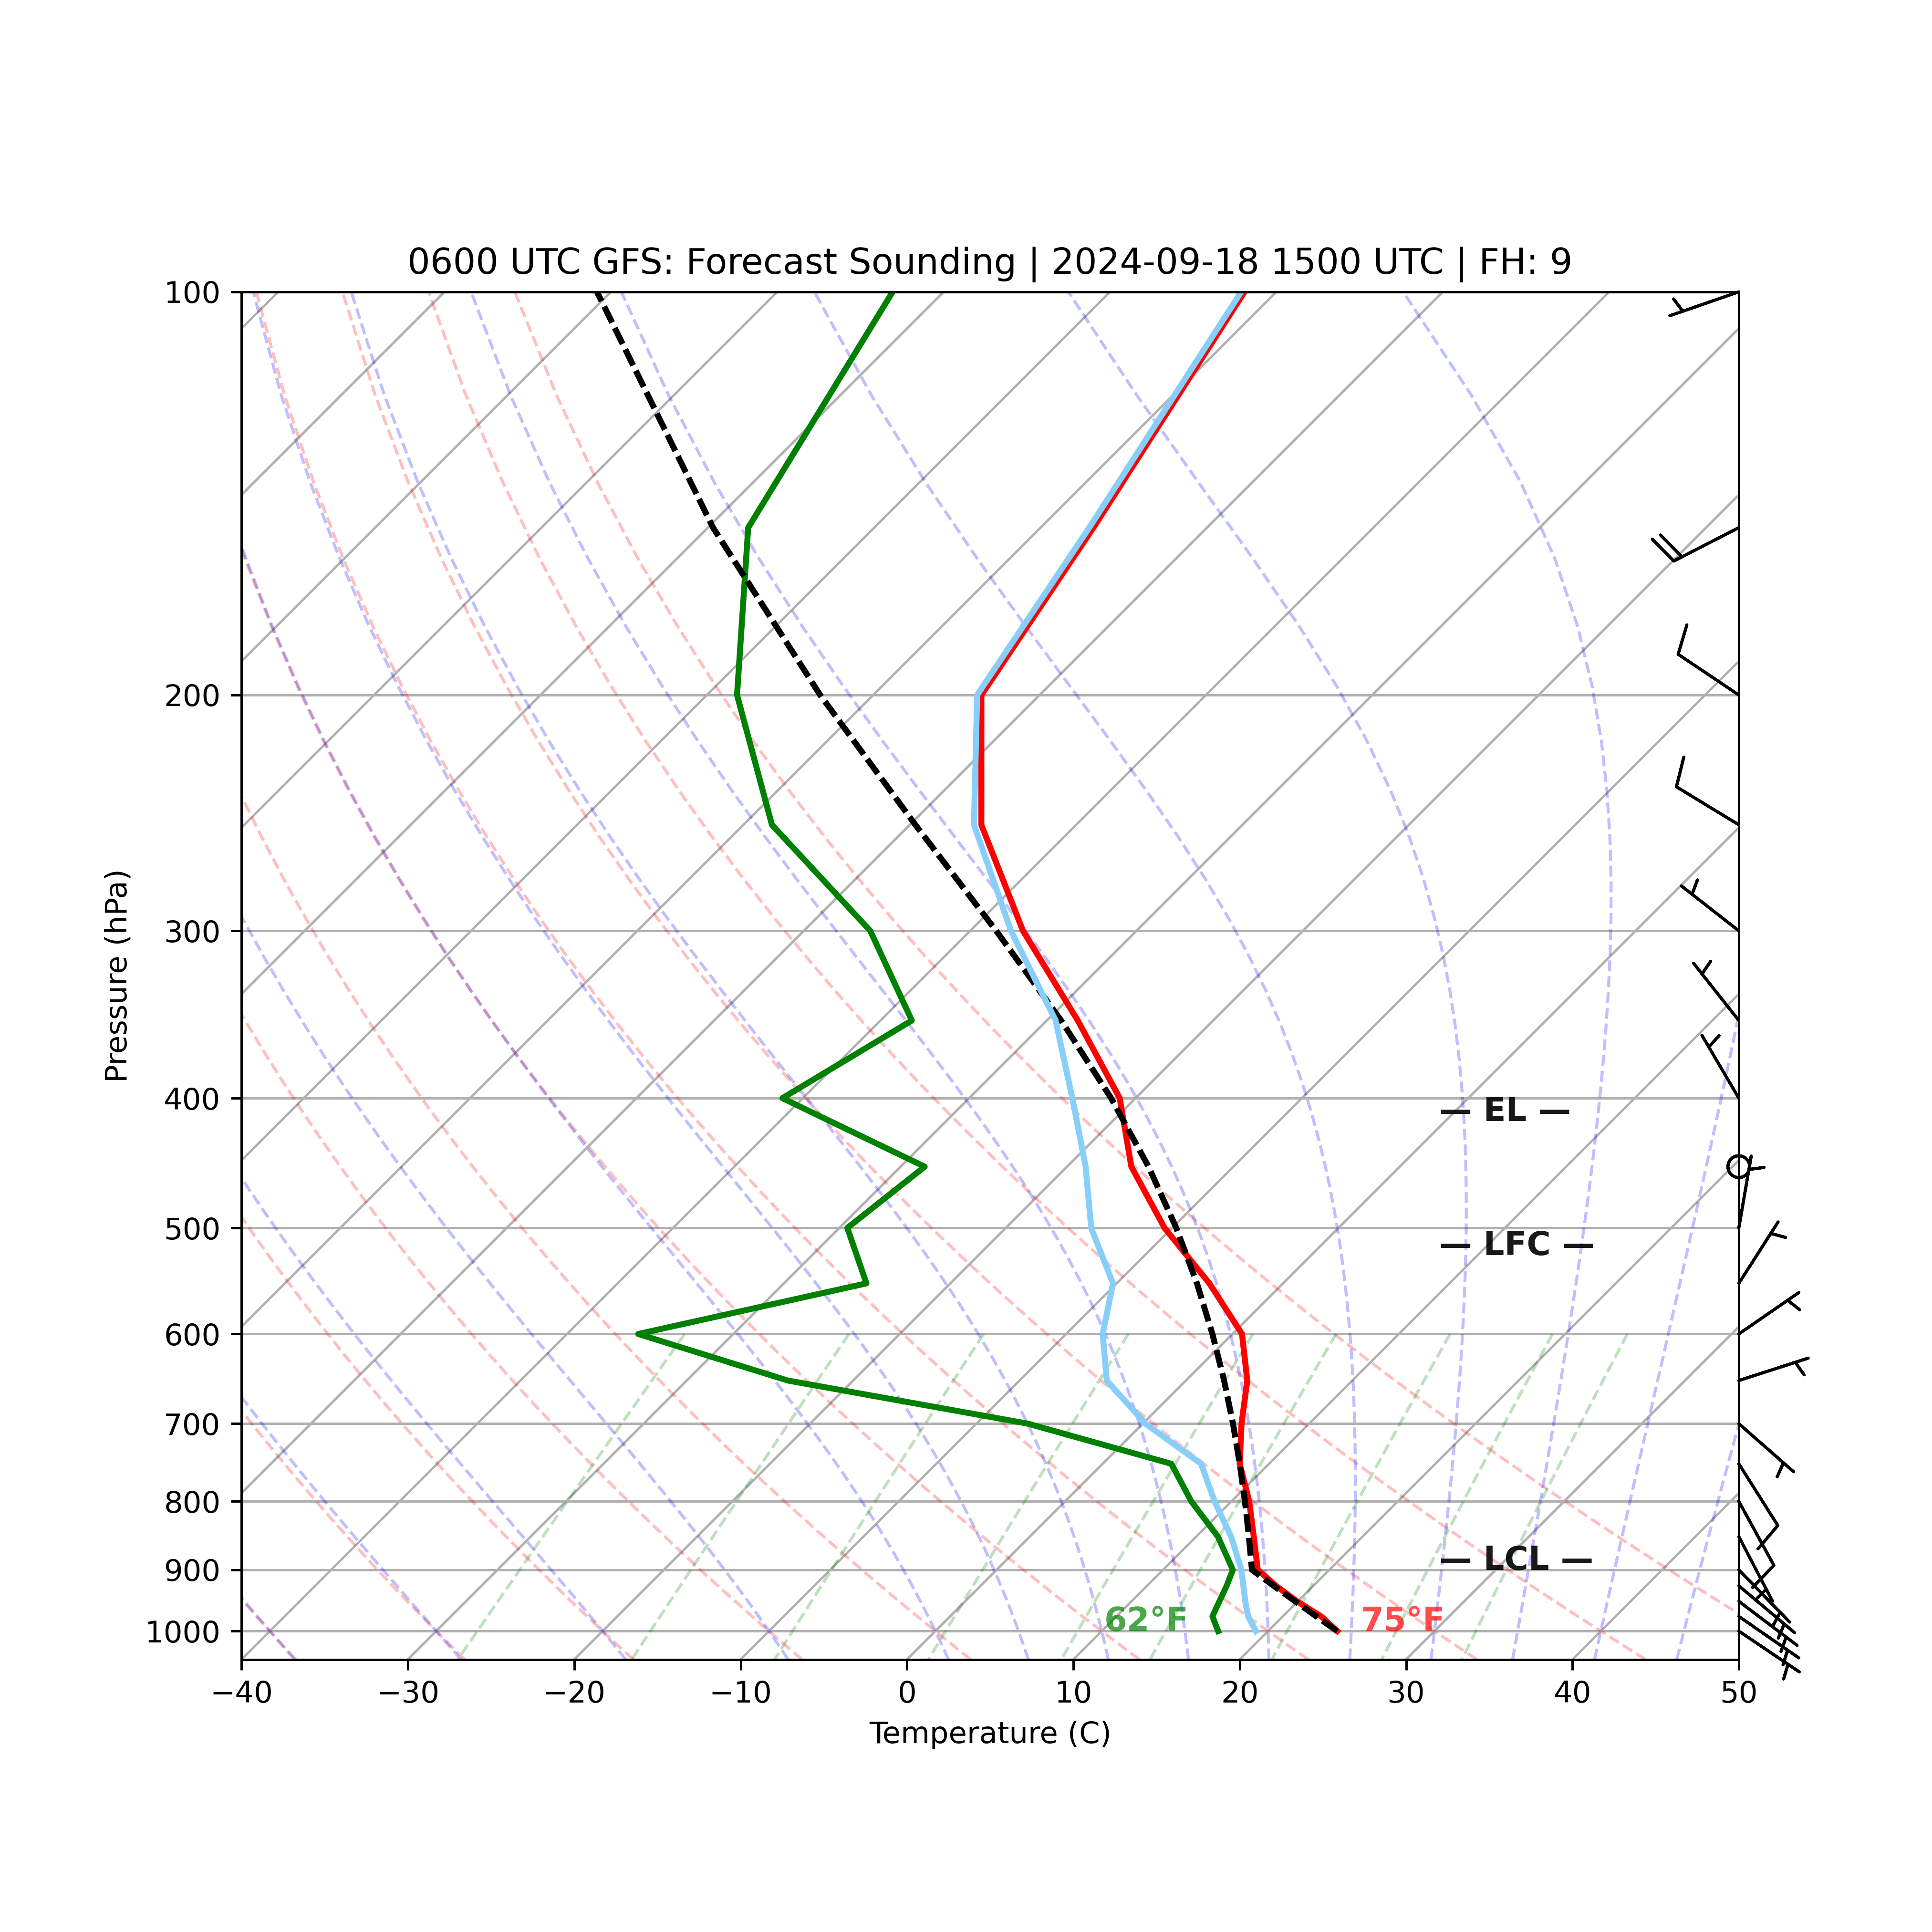 0600 UTC GFS: Forecast Sounding | 2024-09-18 1500 UTC | FH: 9
100
200
300
400
500
600
700
800
900
1000
Pressure (hPa)
— EL —
— LFC —
— LCL —
62°F
75°F
−40 −30 −20 −10 0 10 20 30 40 50
Temperature (C)